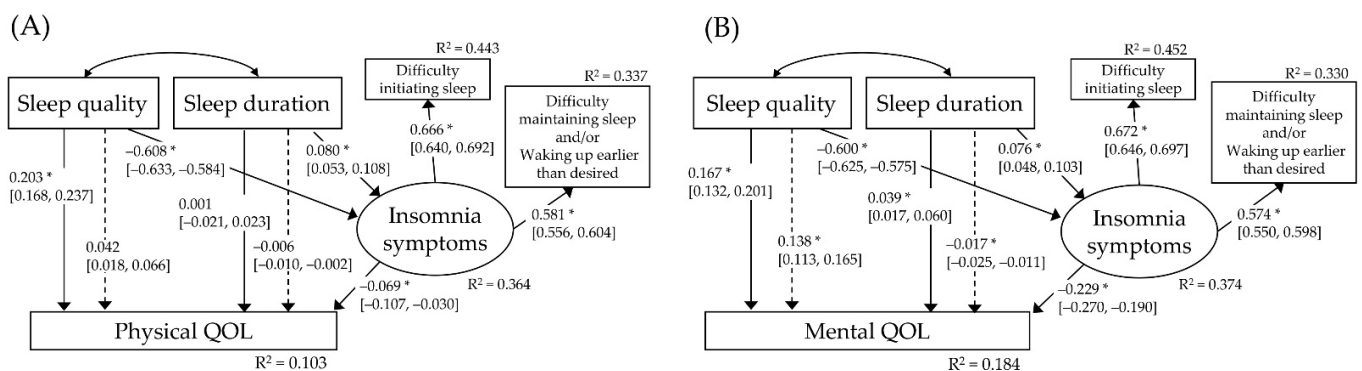 (A)
R² = 0.443
Difficulty
initiating sleep
R² = 0.337
Sleep quality
Sleep duration
Difficulty
maintaining sleep
and/or
Waking up earlier
than desired
0.666 *
[0.640, 0.692]
−0.608 *
[−0.633, −0.584]
0.080 *
[0.053, 0.108]
0.203 *
[0.168, 0.237]
0.001
[−0.021, 0.023]
Insomnia
symptoms
0.581 *
[0.556, 0.604]
0.042
[0.018, 0.066]
−0.006
[−0.010, −0.002]
−0.069 *
[−0.107, −0.030]
R² = 0.364
Physical QOL
R² = 0.103
(B)
R² = 0.452
Difficulty
initiating sleep
R² = 0.330
Sleep quality
Sleep duration
Difficulty
maintaining sleep
and/or
Waking up earlier
than desired
0.672 *
[0.646, 0.697]
−0.600 *
[−0.625, −0.575]
0.076 *
[0.048, 0.103]
0.167 *
[0.132, 0.201]
0.039 *
[0.017, 0.060]
Insomnia
symptoms
0.574 *
[0.550, 0.598]
0.138 *
[0.113, 0.165]
−0.017 *
[−0.025, −0.011]
−0.229 *
[−0.270, −0.190]
R² = 0.374
Mental QOL
R² = 0.184